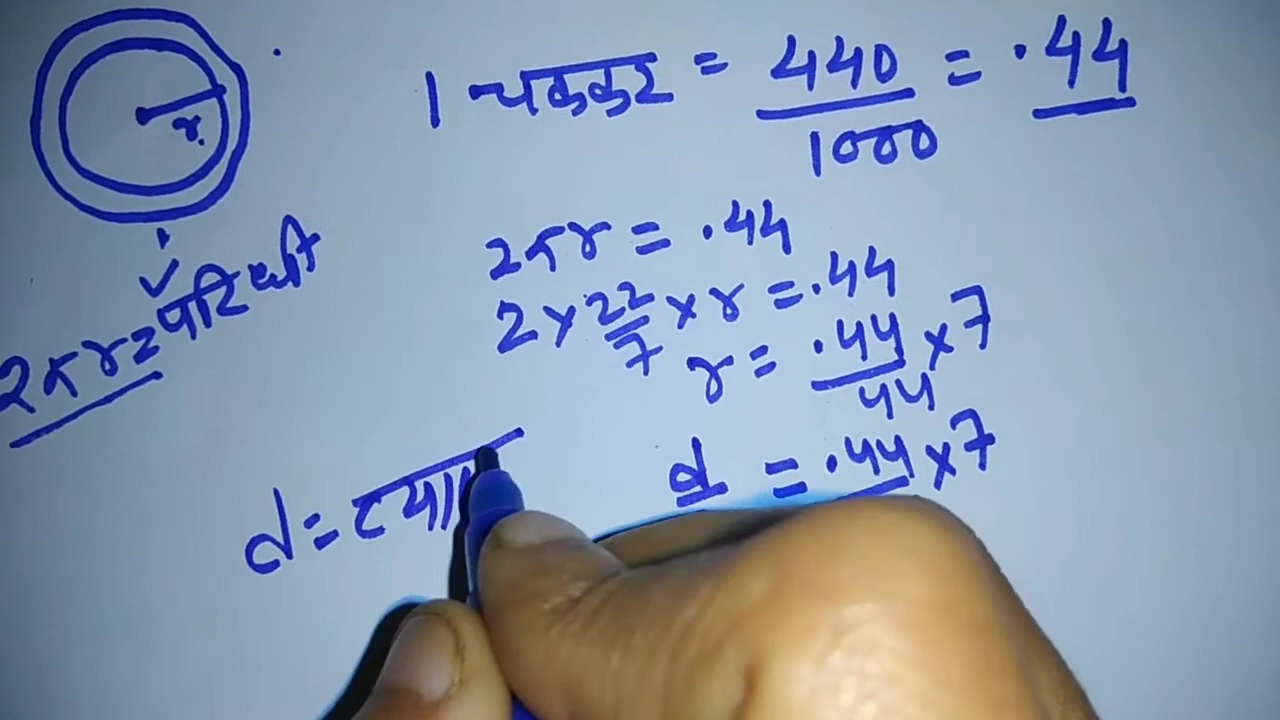 r
1 चक्कर = 440/1000 = .44
2πr = .44
2 × 22/7 × r = .44
r = .44/44 × 7
2πr = परिधी
d = .44 × 7
d =